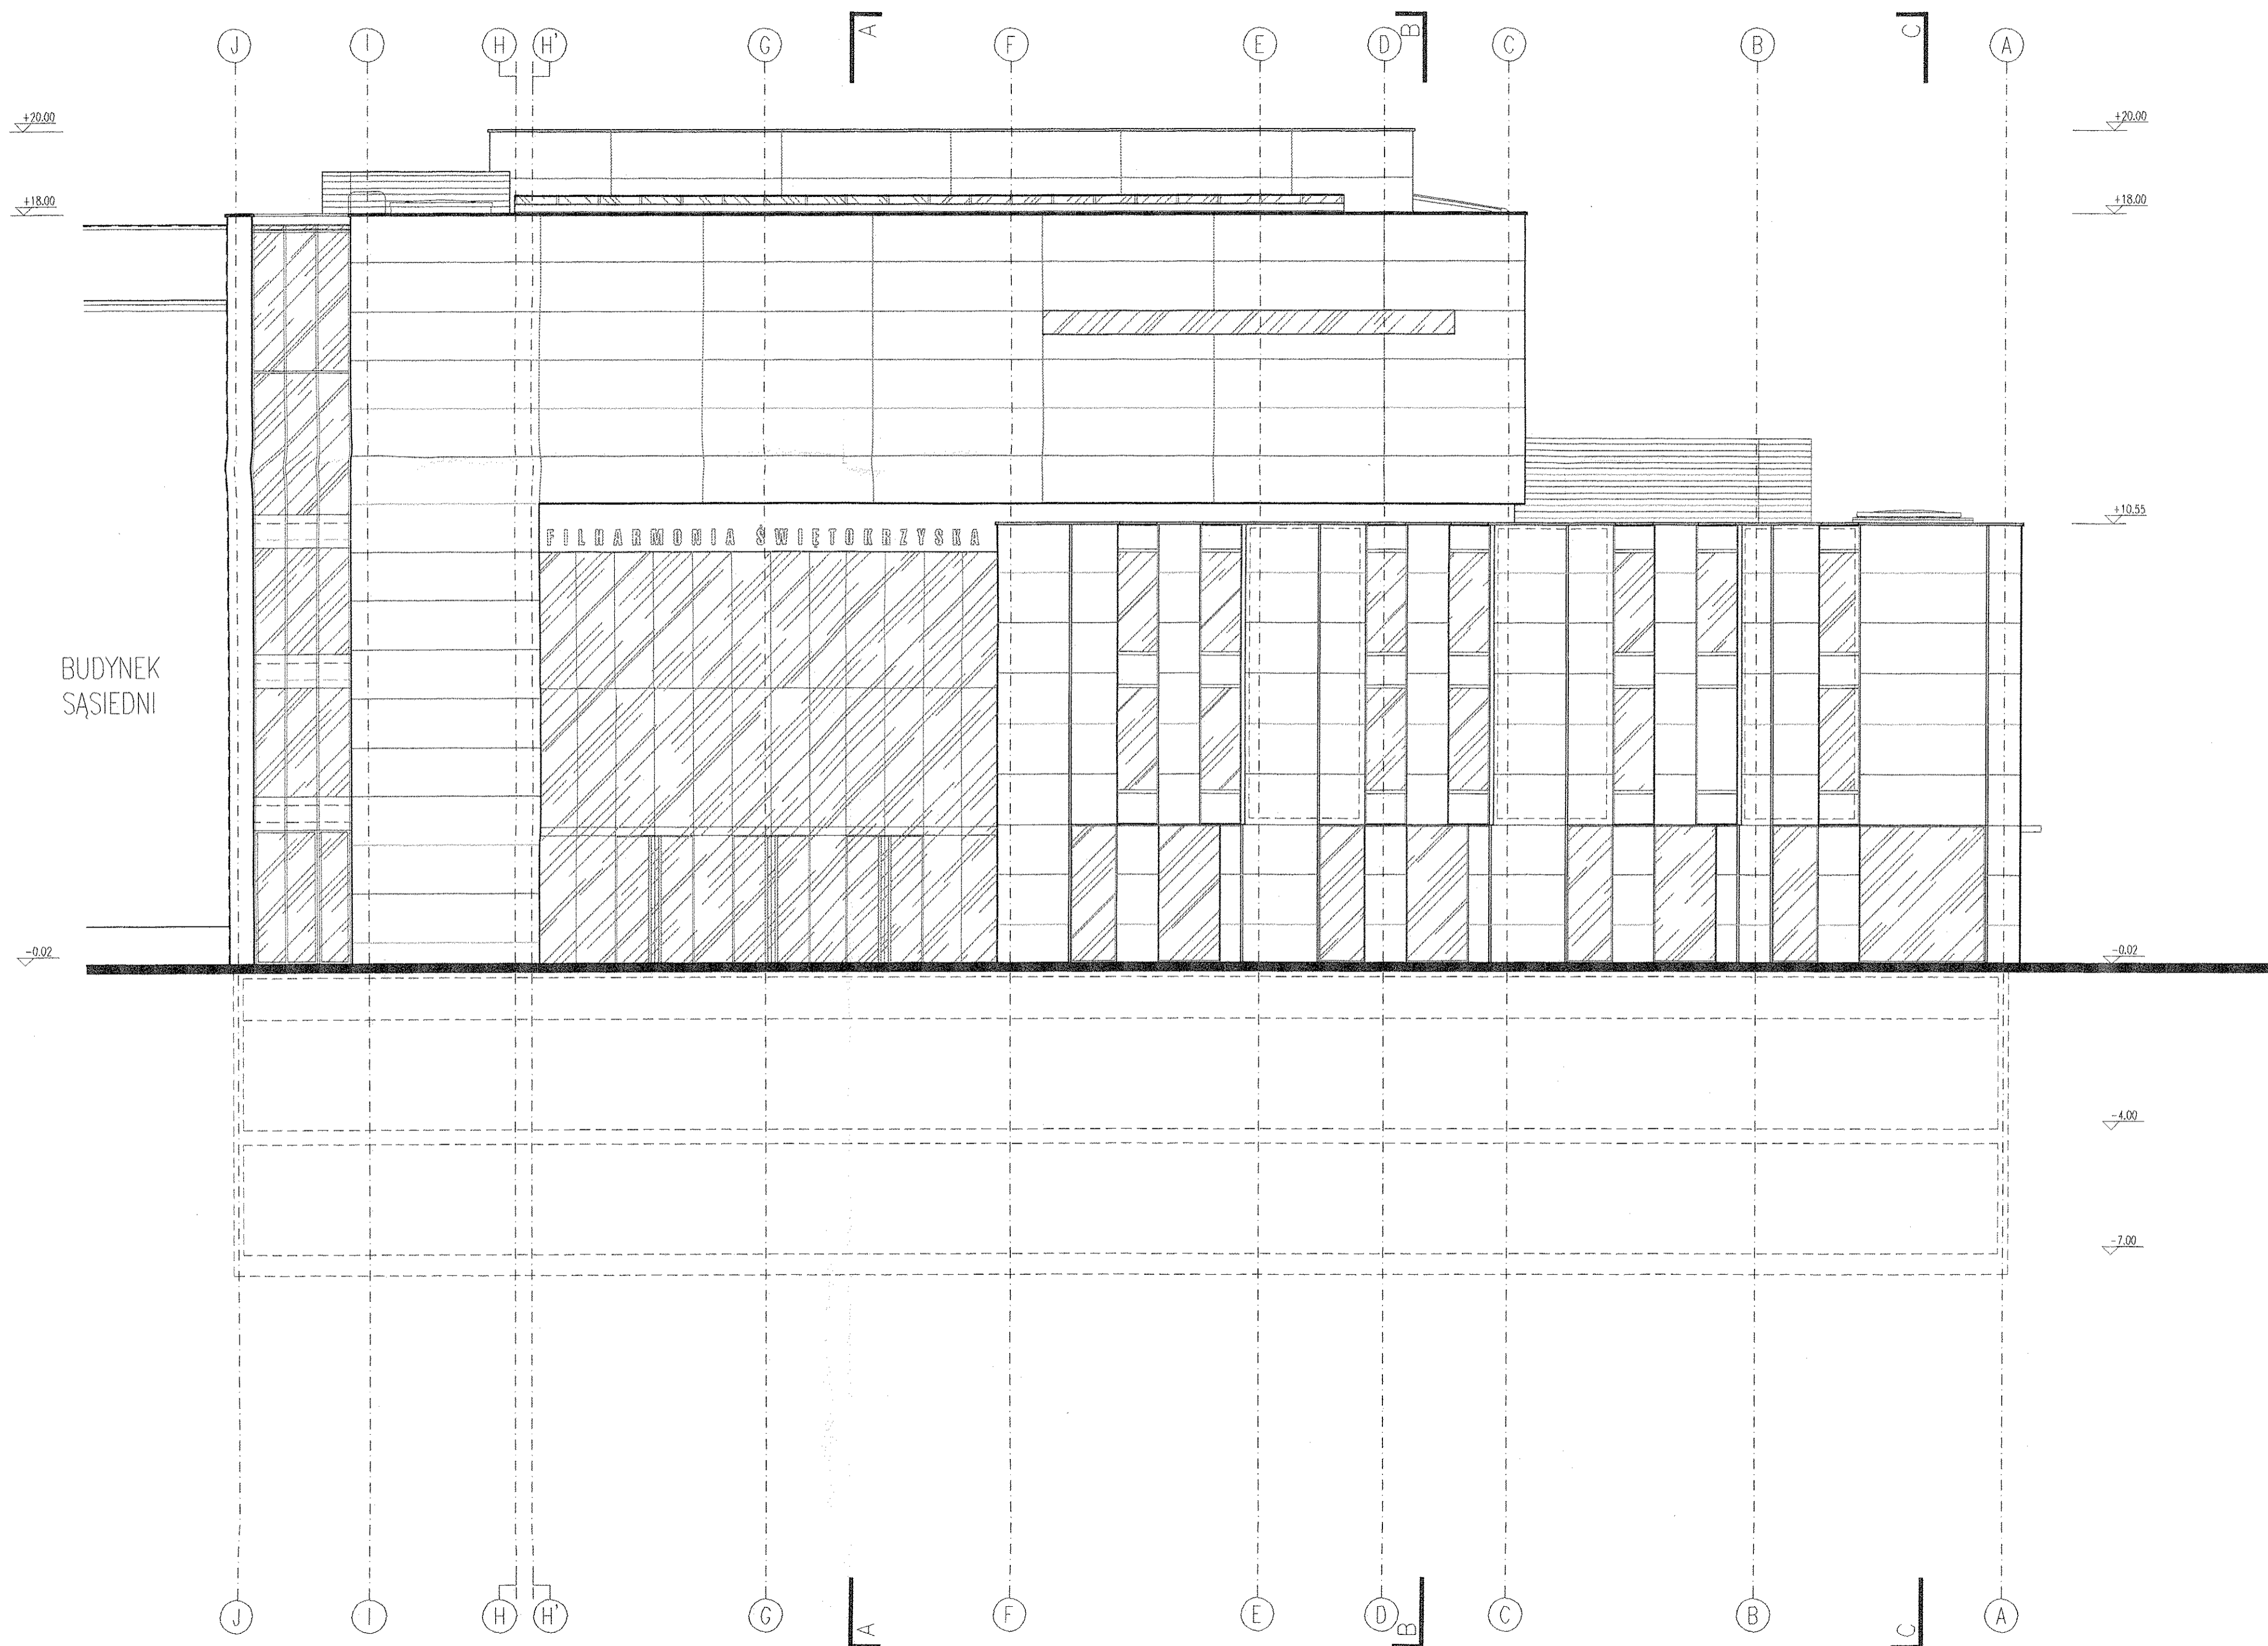 J I H H' G A F E D B C B C A
+20.00 +20.00
+18.00 +18.00
+10.55
FILHARMONIA ŚWIĘTOKRZYSKA
BUDYNEK
SĄSIEDNI
-0.02 -0.02
-4.00
-7.00
J I H H' G A F E D B C B C A